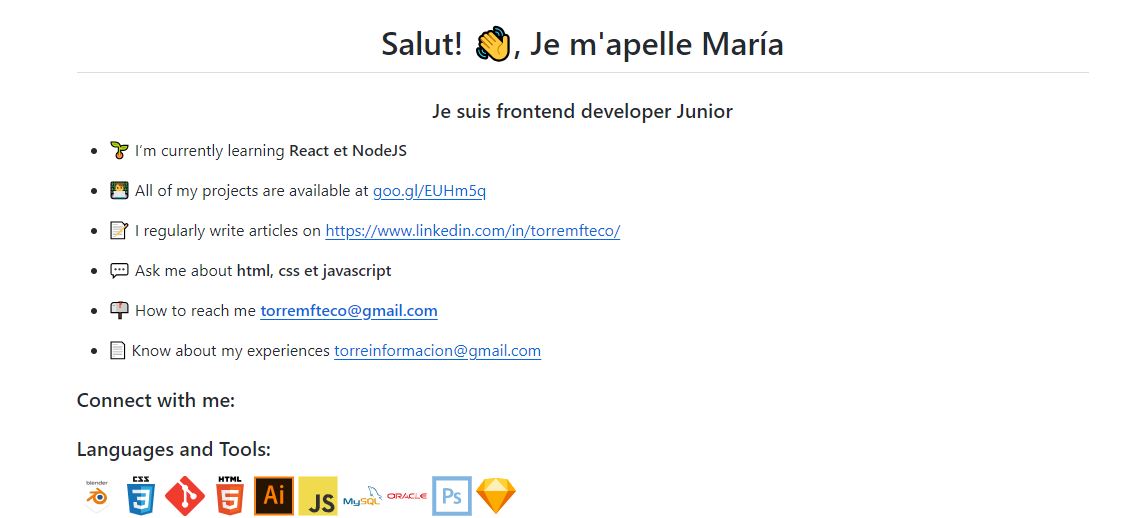 Salut! 👋, Je m'apelle María
Je suis frontend developer Junior
🌱 I'm currently learning React et NodeJS
👨‍💻 All of my projects are available at goo.gl/EUHm5q
📝 I regularly write articles on https://www.linkedin.com/in/torremfteco/
💬 Ask me about html, css et javascript
📫 How to reach me torremfteco@gmail.com
📄 Know about my experiences torreinformacion@gmail.com
Connect with me:
Languages and Tools:
blender CSS 3 HTML 5 Ai JS MySQL ORACLE Ps